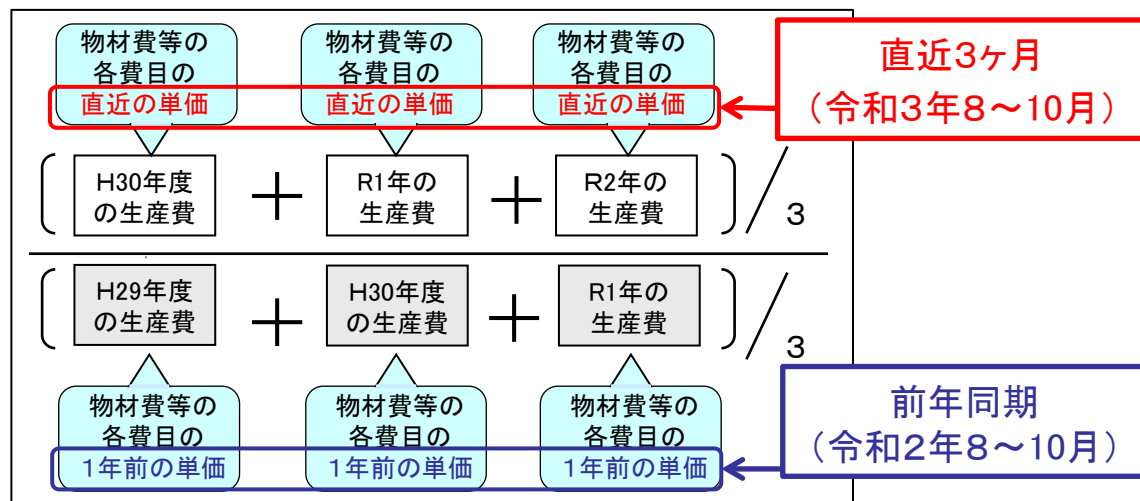 物材費等の
各費目の
直近の単価
物材費等の
各費目の
直近の単価
物材費等の
各費目の
直近の単価
直近3ヶ月
(令和3年8～10月)
(
H30年度
の生産費
＋
R1年の
生産費
＋
R2年の
生産費
)
／
3
(
H29年度
の生産費
＋
H30年度
の生産費
＋
R1年の
生産費
)
／
3
物材費等の
各費目の
1年前の単価
物材費等の
各費目の
1年前の単価
物材費等の
各費目の
1年前の単価
前年同期
(令和2年8～10月)